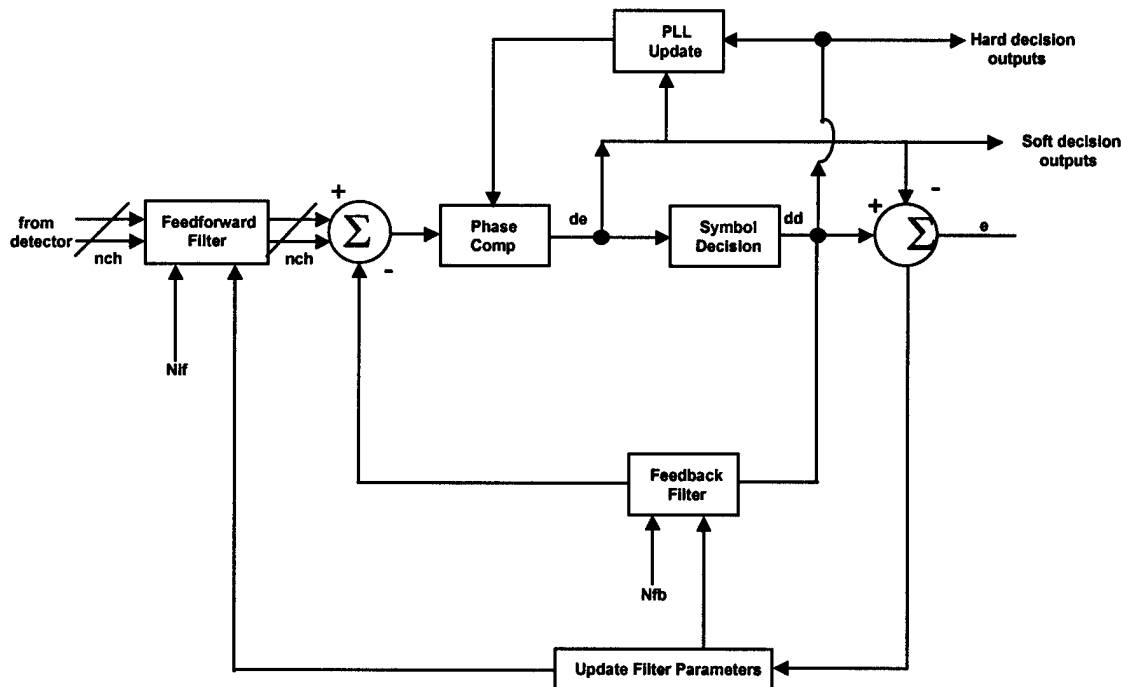 PLL
Update
Hard decision
outputs
Soft decision
outputs
from
detector
nch
Feedforward
Filter
nch
+
Σ
-
Phase
Comp
de
Symbol
Decision
dd
+
-
Σ
e
Nif
Feedback
Filter
Nfb
Update Filter Parameters